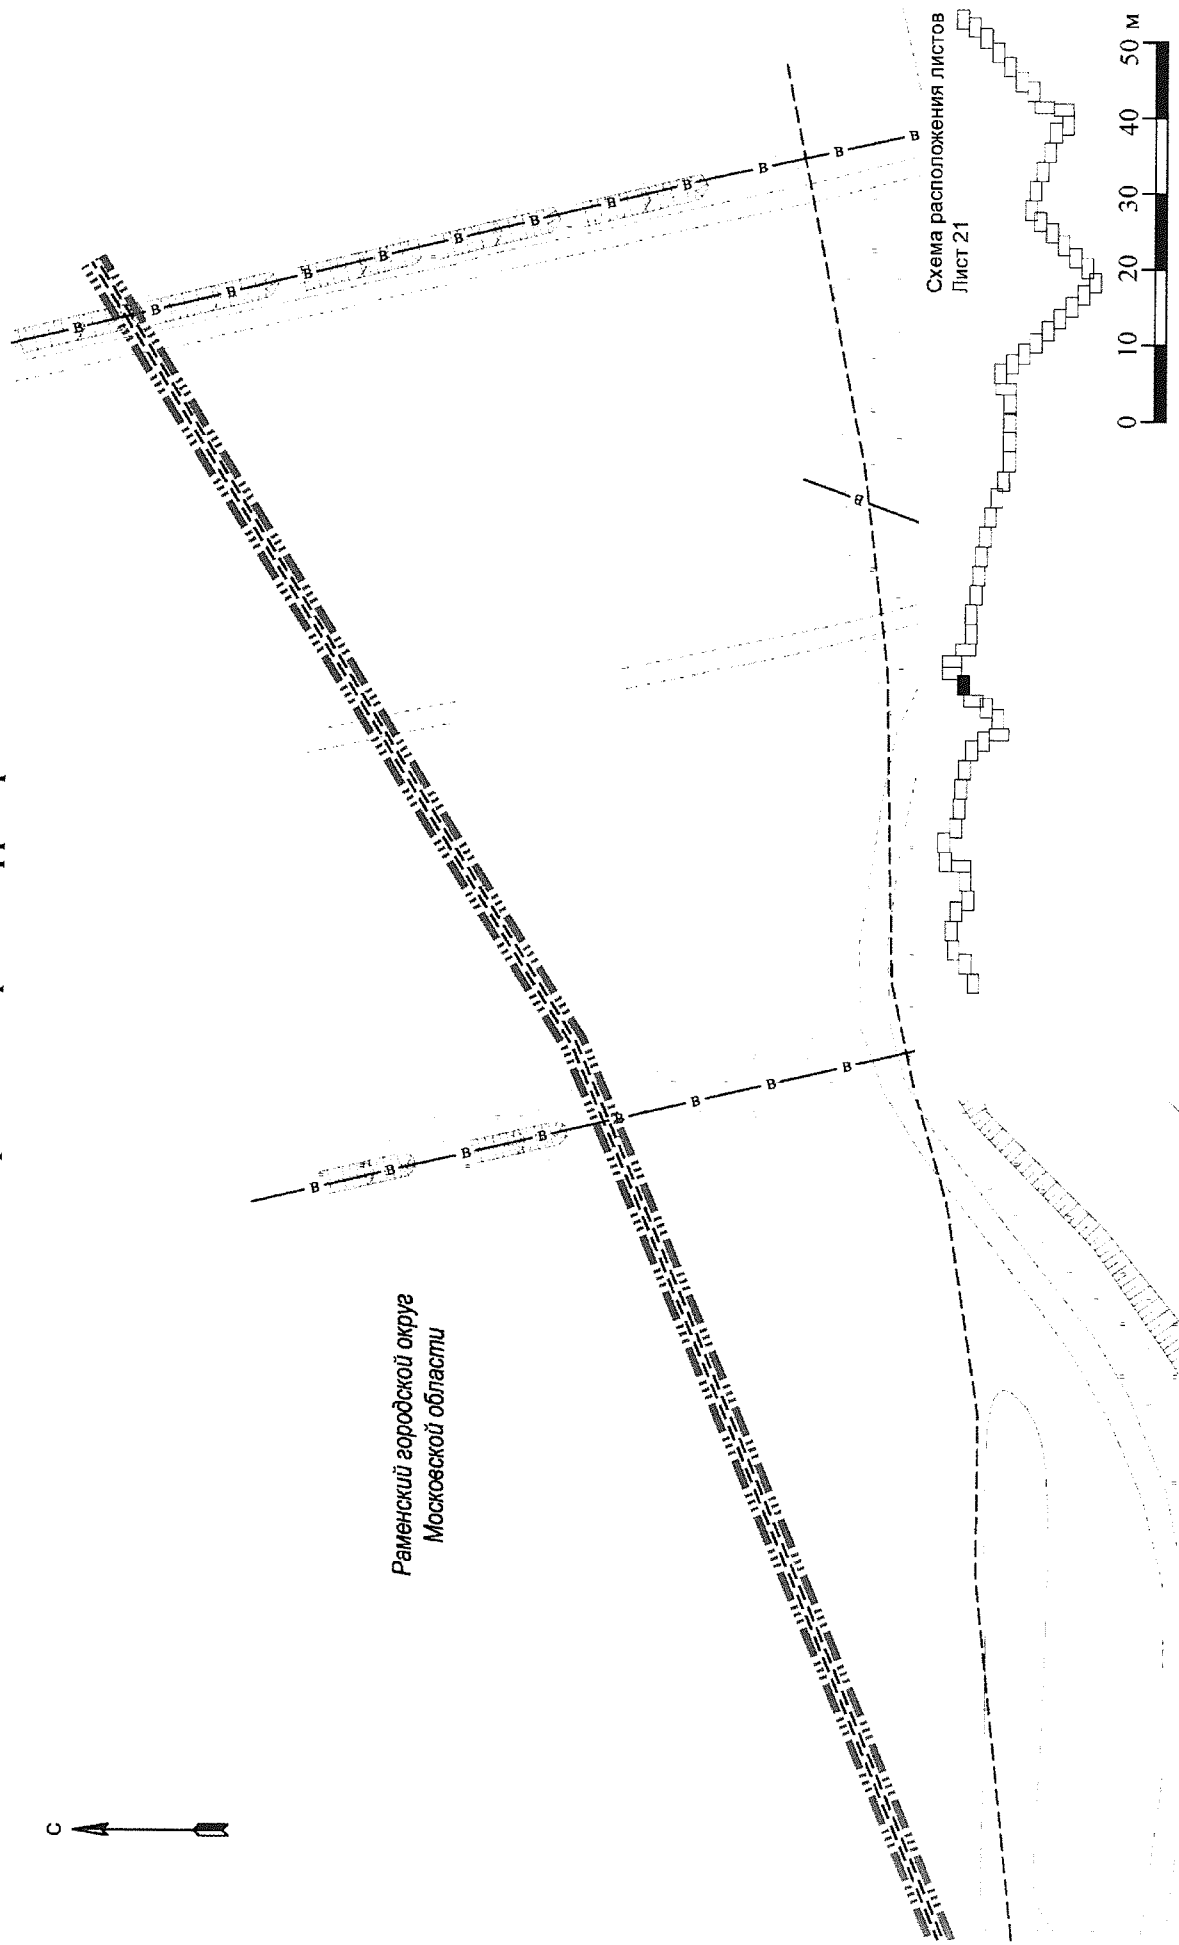 С
Раменский городской округ
Московской области
В В В В В В В В
В В В В В В В В В В В
В
Схема расположения листов
Лист 21
0 10 20 30 40 50 м